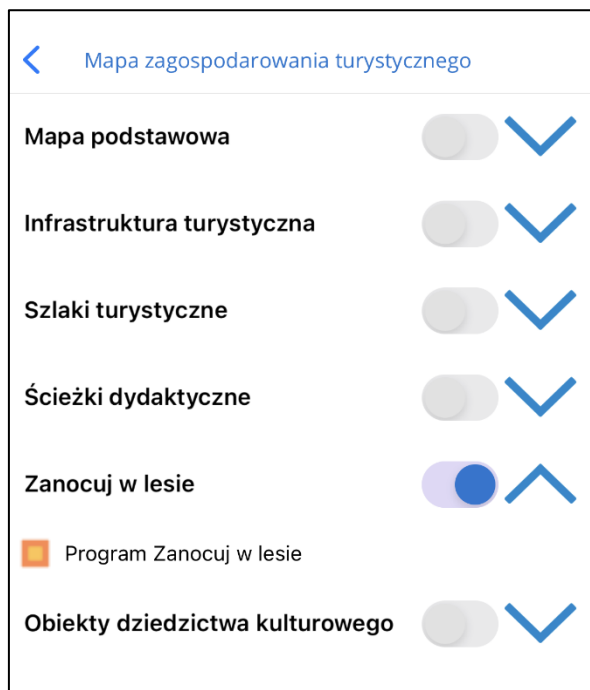 Mapa zagospodarowania turystycznego
Mapa podstawowa
Infrastruktura turystyczna
Szlaki turystyczne
Ścieżki dydaktyczne
Zanocuj w lesie
Program Zanocuj w lesie
Obiekty dziedzictwa kulturowego